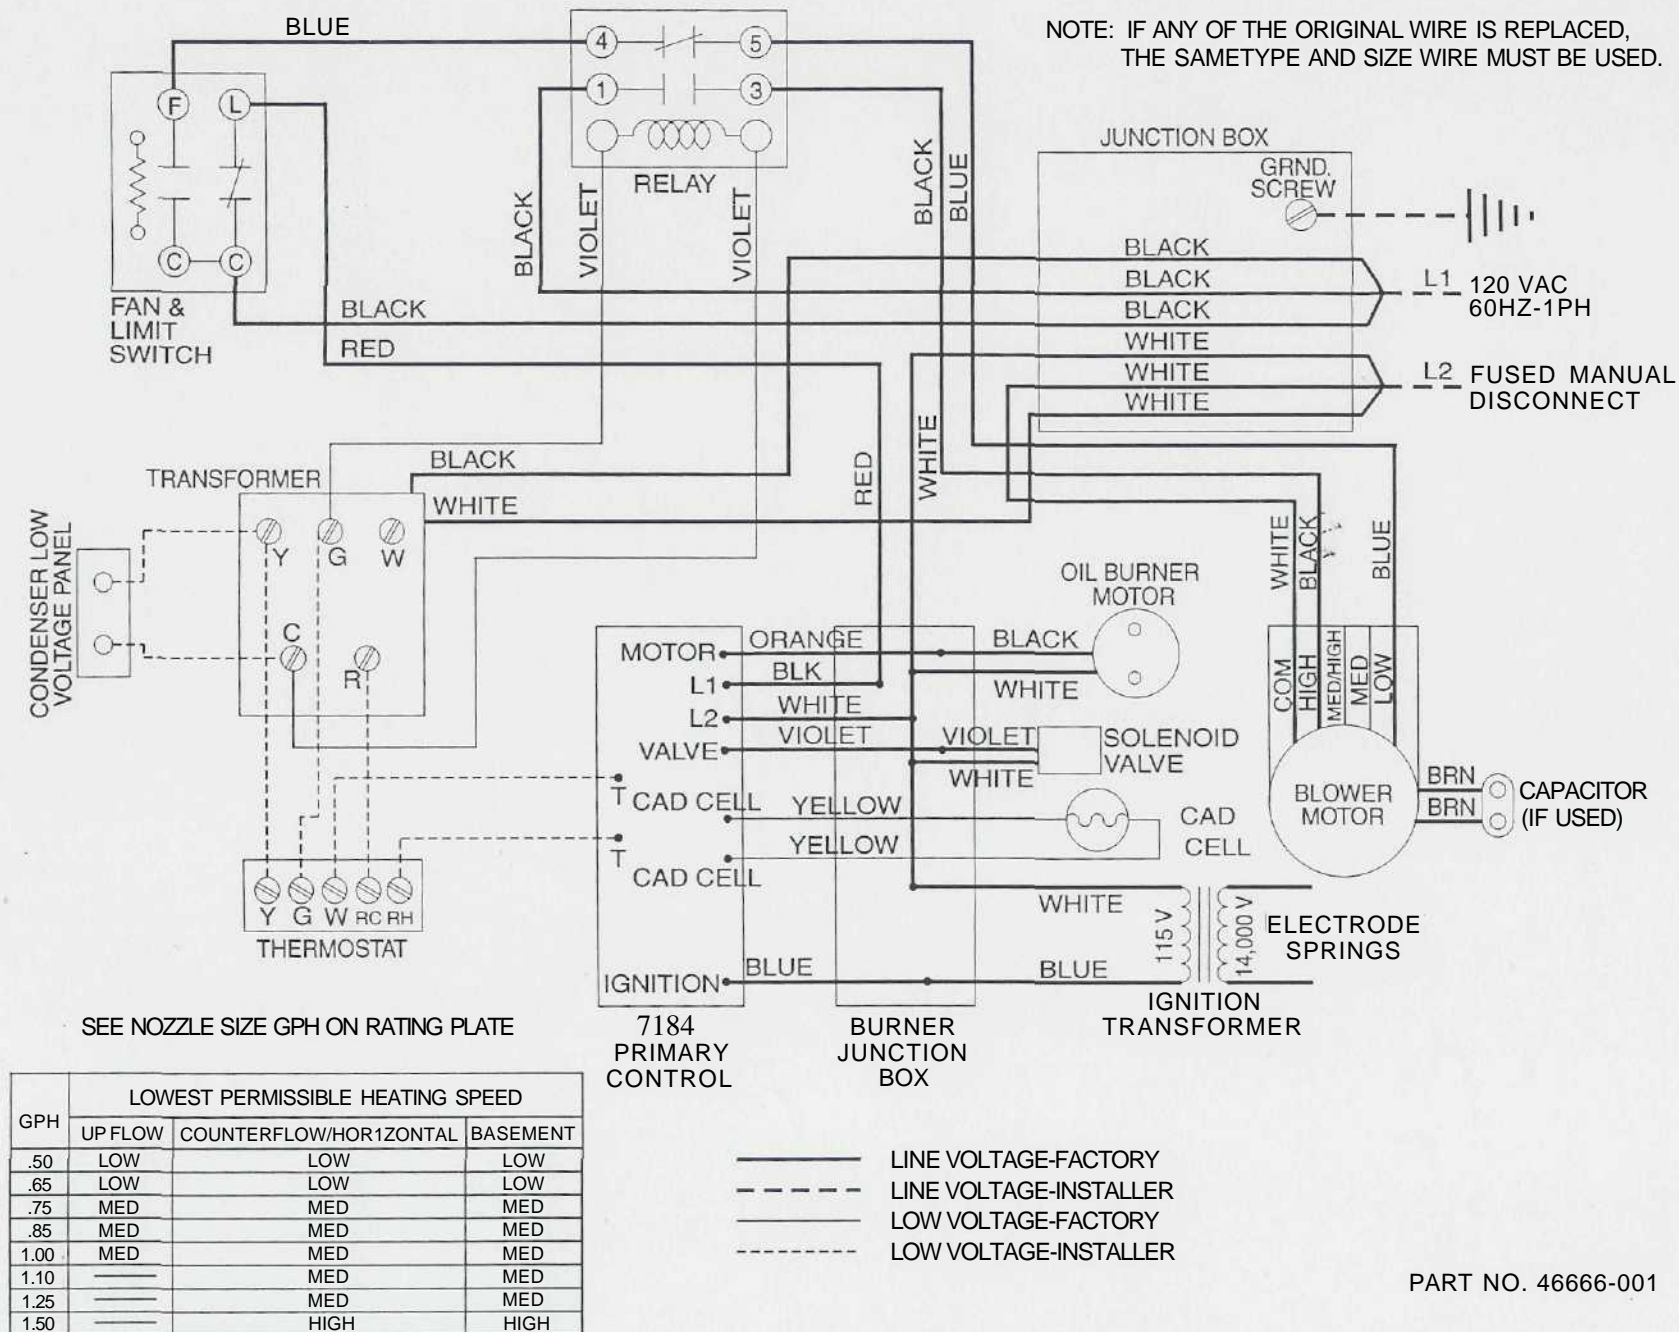 NOTE: IF ANY OF THE ORIGINAL WIRE IS REPLACED,
THE SAMETYPE AND SIZE WIRE MUST BE USED.
BLUE
4
5
1
3
RELAY
F
L
C
C
FAN &
LIMIT
SWITCH
BLACK
VIOLET
VIOLET
BLACK
BLUE
JUNCTION BOX
GRND.
SCREW
BLACK
BLACK
BLACK
WHITE
WHITE
WHITE
L1
120 VAC
60HZ-1PH
L2
FUSED MANUAL
DISCONNECT
BLACK
RED
RED
WHITE
TRANSFORMER
BLACK
WHITE
Y
G
W
C
R
CONDENSER LOW
VOLTAGE PANEL
Y
G
W
RC
RH
THERMOSTAT
MOTOR
L1
L2
VALVE
T
CAD CELL
T
CAD CELL
IGNITION
7184
PRIMARY
CONTROL
ORANGE
BLK
WHITE
VIOLET
YELLOW
YELLOW
BLUE
BURNER
JUNCTION
BOX
BLACK
WHITE
VIOLET
WHITE
WHITE
BLUE
OIL BURNER
MOTOR
SOLENOID
VALVE
CAD
CELL
115 V
14,000 V
ELECTRODE
SPRINGS
IGNITION
TRANSFORMER
WHITE
BLACK
BLUE
COM
HIGH
MED/HIGH
MED
LOW
BLOWER
MOTOR
BRN
BRN
CAPACITOR
(IF USED)
SEE NOZZLE SIZE GPH ON RATING PLATE
GPH
LOWEST PERMISSIBLE HEATING SPEED
UP FLOW COUNTERFLOW/HOR1ZONTAL BASEMENT
.50 LOW LOW LOW
.65 LOW LOW LOW
.75 MED MED MED
.85 MED MED MED
1.00 MED MED MED
1.10 —— MED MED
1.25 —— MED MED
1.50 —— HIGH HIGH
LINE VOLTAGE-FACTORY
LINE VOLTAGE-INSTALLER
LOW VOLTAGE-FACTORY
LOW VOLTAGE-INSTALLER
PART NO. 46666-001